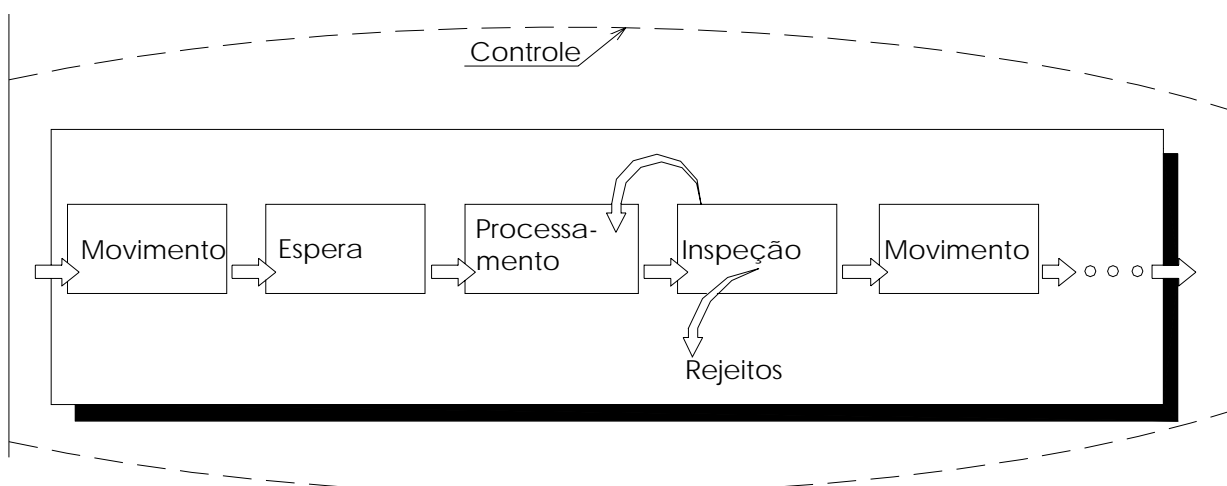 Controle
Movimento
Espera
Processa-
mento
Inspeção
Movimento
Rejeitos